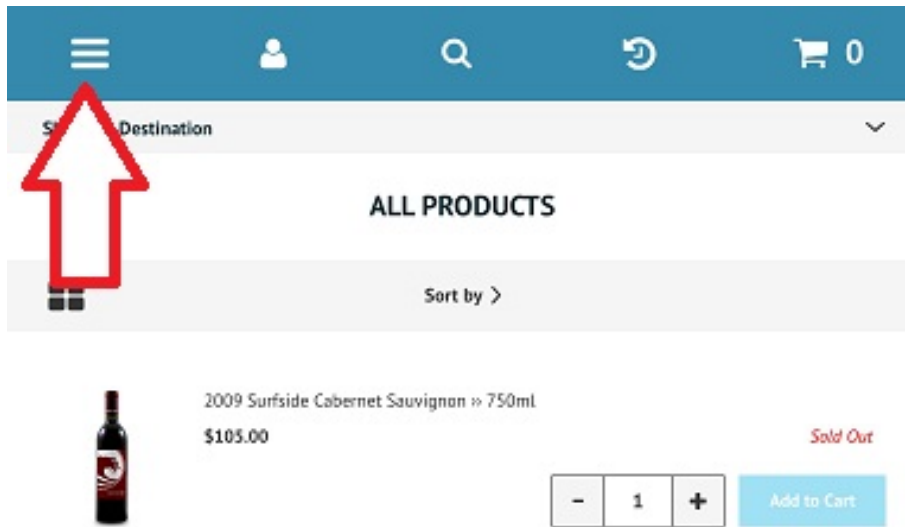 0
Destination
ALL PRODUCTS
Sort by >
2009 Surfside Cabernet Sauvignon » 750ml
$105.00
Sold Out
- 1 +
Add to Cart